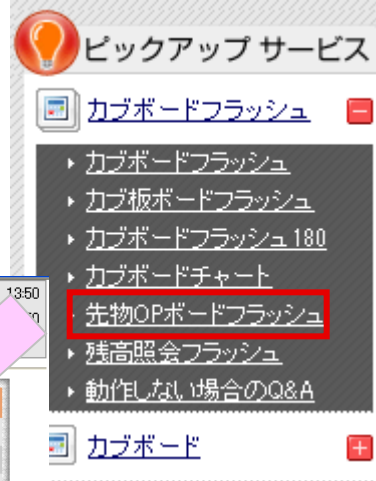 ピックアップ サービス
カブボードフラッシュ
カブボードフラッシュ
カブ板ボードフラッシュ
カブボードフラッシュ180
カブボードチャート
13:50
先物OPボードフラッシュ
残高照会フラッシュ
動作しない場合のQ&A
カブボード